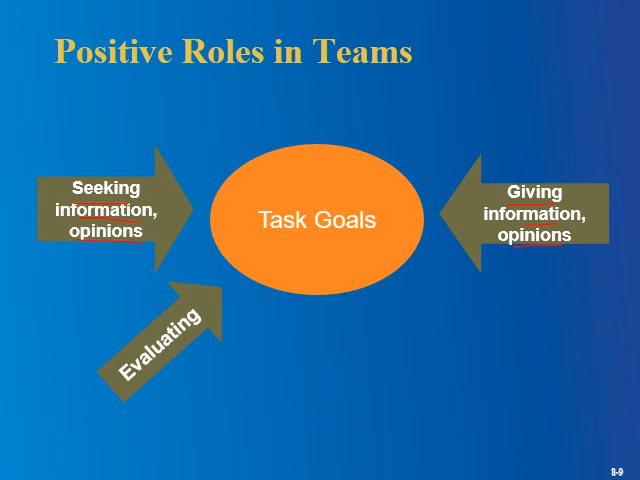 Positive Roles in Teams
Seeking
information,
opinions
Task Goals
Giving
information,
opinions
Evaluating
8-9